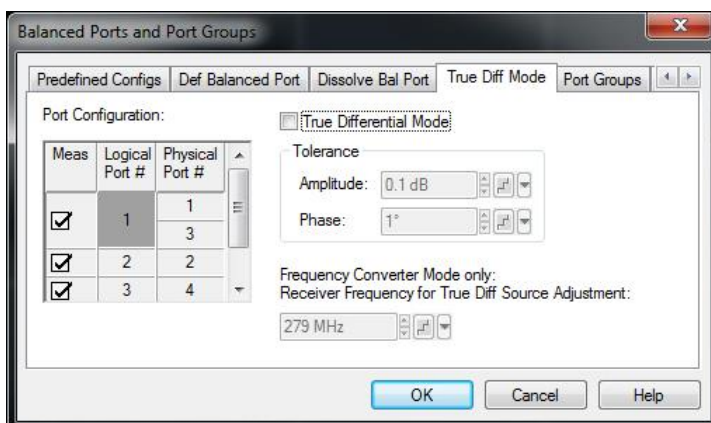 Balanced Ports and Port Groups
Predefined Configs Def Balanced Port Dissolve Bal Port True Diff Mode Port Groups
Port Configuration:
True Differential Mode
Meas Logical Port # Physical Port #
1 1
3
2 2
3 4
Tolerance
Amplitude: 0.1 dB
Phase: 1°
Frequency Converter Mode only:
Receiver Frequency for True Diff Source Adjustment:
279 MHz
OK Cancel Help